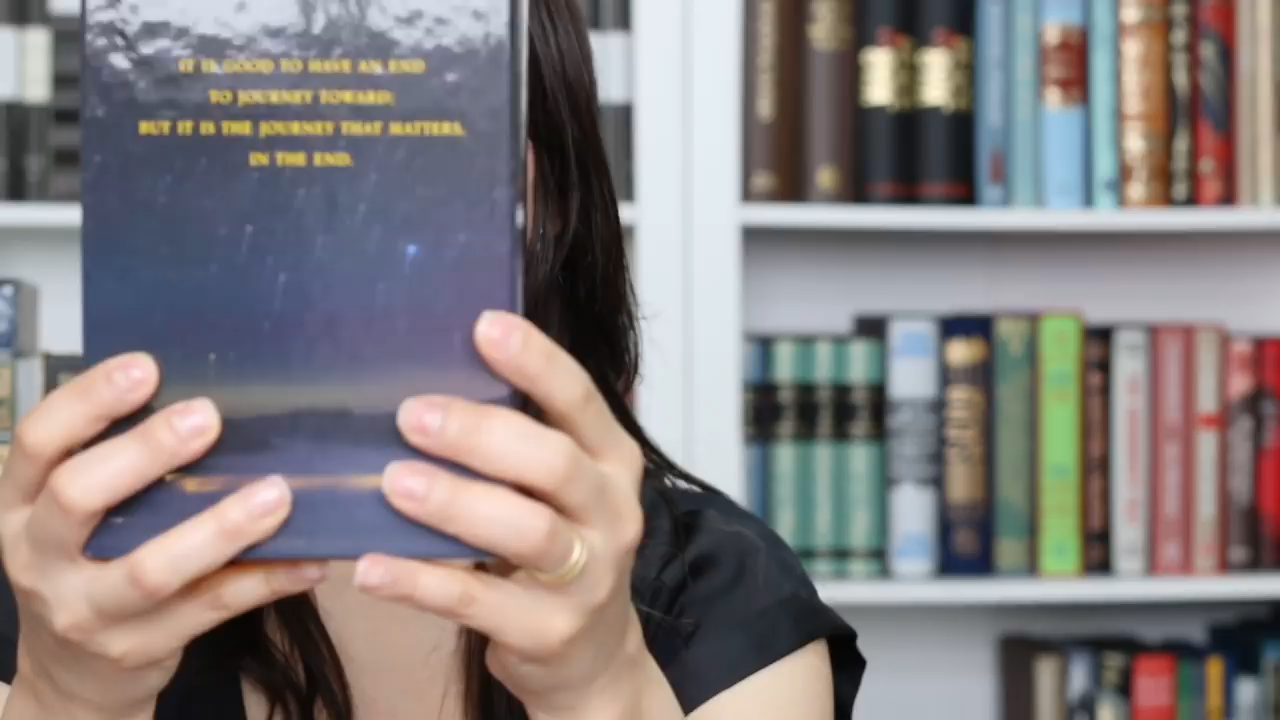 IT IS GOOD TO HAVE AN END
TO JOURNEY TOWARD;
BUT IT IS THE JOURNEY THAT MATTERS,
IN THE END.